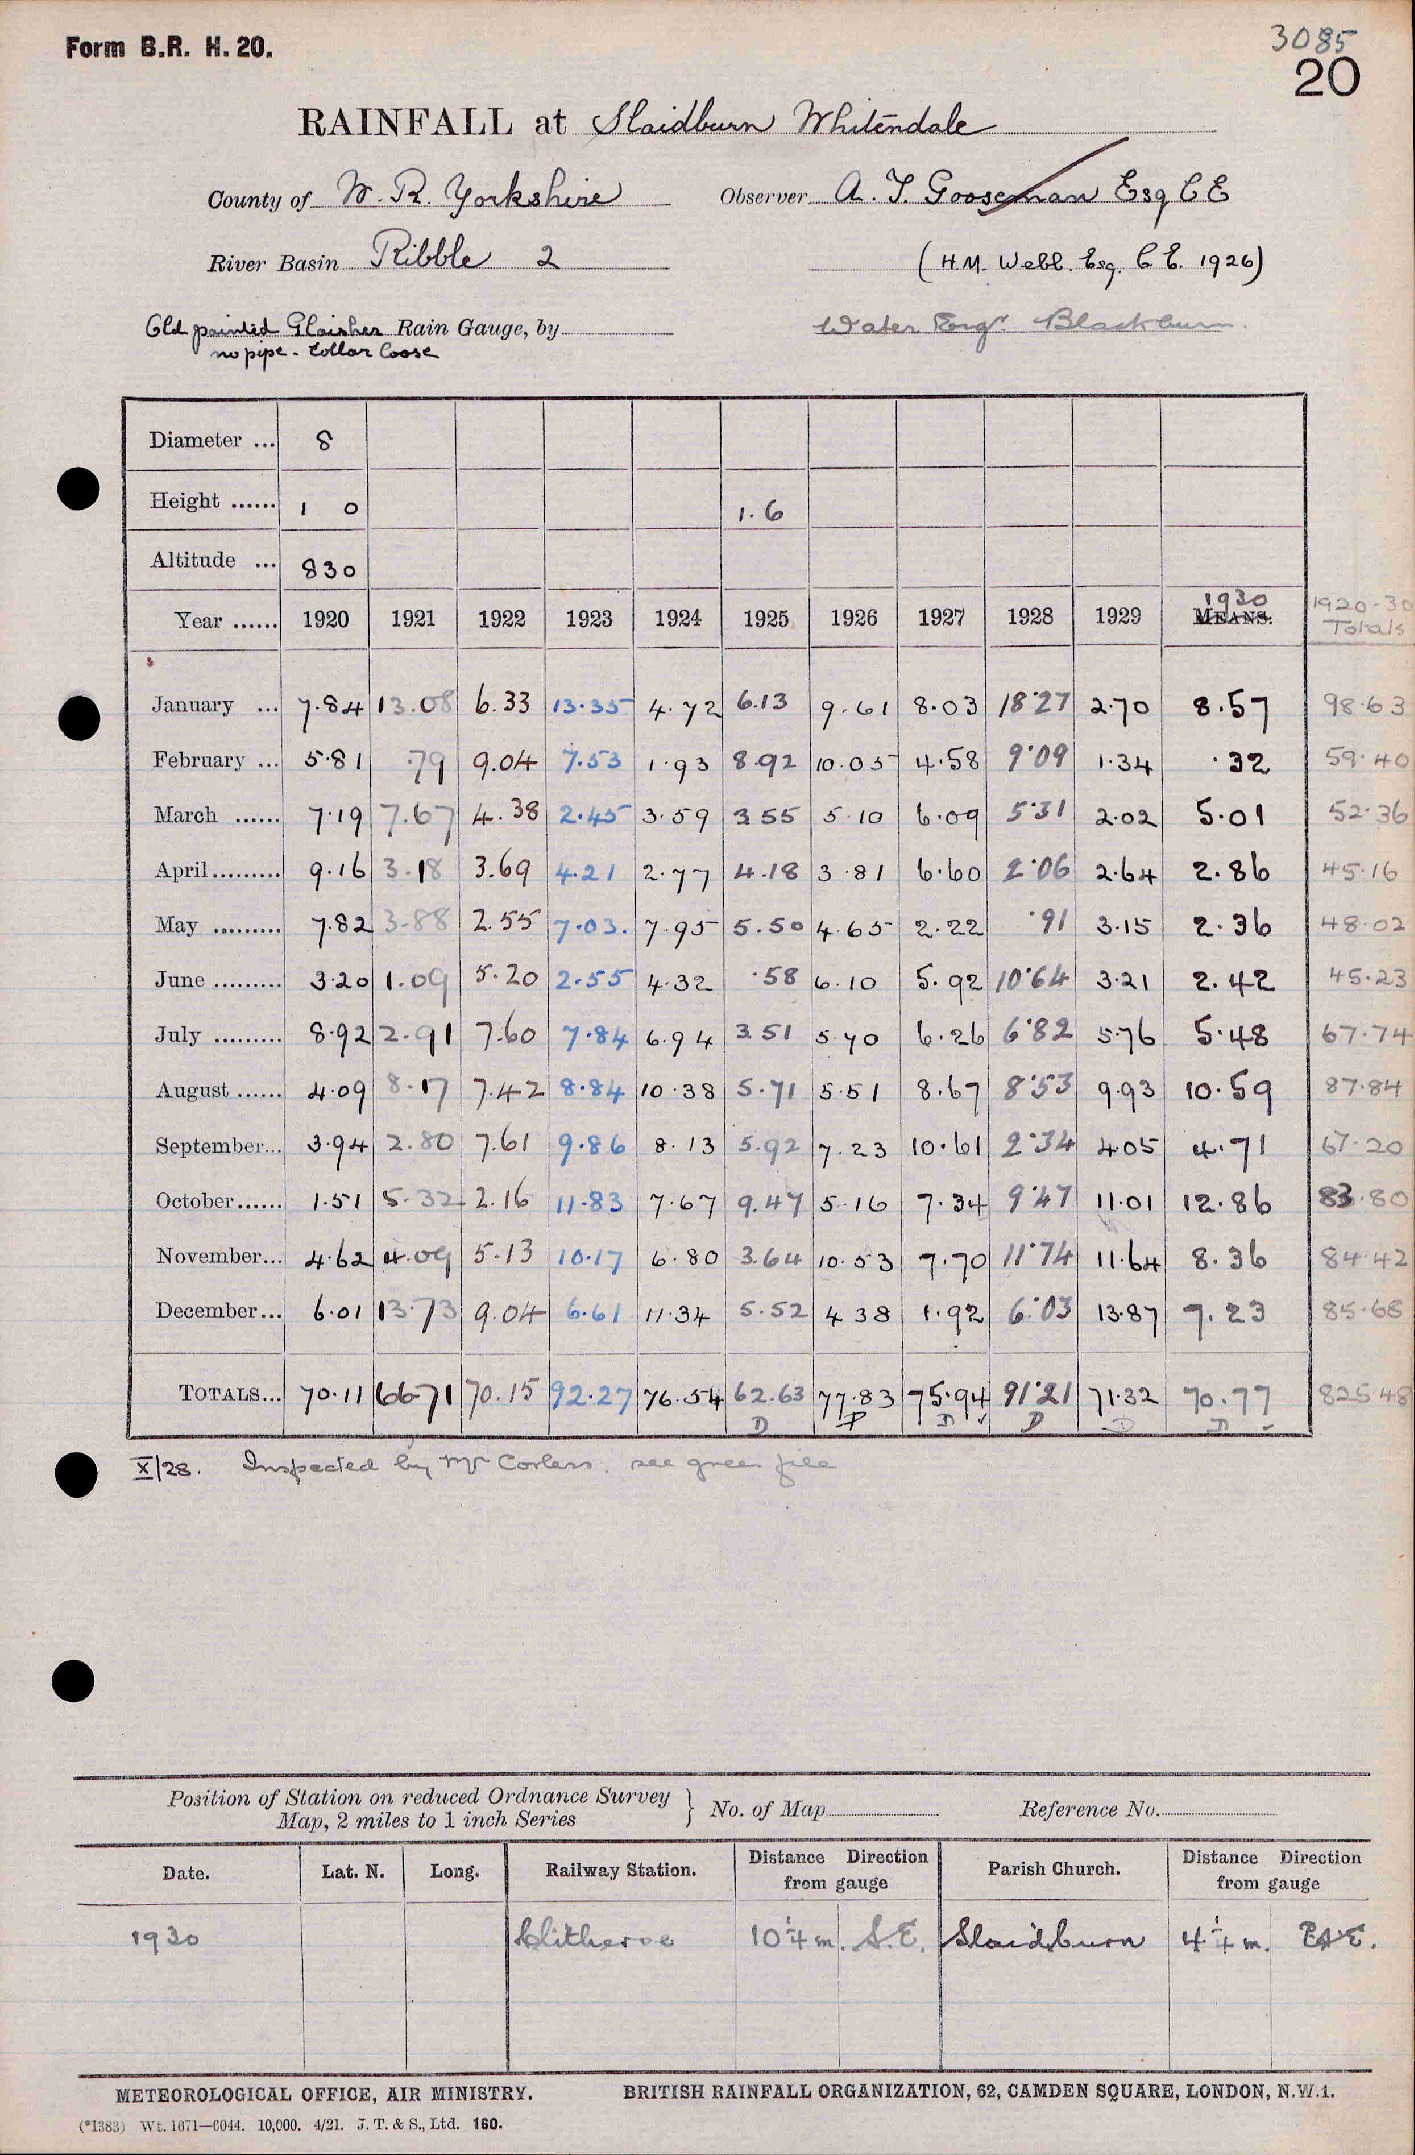 Form B.R. H. 20.
3085
20
RAINFALL at Slaidburn Whitendale
County of W. R. Yorkshire Observer A. T. Gooseman Esq C E
River Basin Ribble 2 (H.M. Webb. Esq. C E. 1926)
Old painted Glaisher Rain Gauge, by Water Engr. Blackburn.
no pipe - Collar loose
Diameter ... 8
Height ...... 1 0 1.6
Altitude ... 830
Year ...... 1920 1921 1922 1923 1924 1925 1926 1927 1928 1929 1930 MEANS. 1920-30 Totals
January ... 7.84 13.08 6.33 13.35 4.72 6.13 9.61 8.03 18.27 2.70 8.57 98.63
February ... 5.81 .79 9.04 7.53 1.93 8.92 10.05 4.58 9.09 1.34 .32 59.40
March ...... 7.19 7.67 4.38 2.45 3.59 3.55 5.10 6.09 5.31 2.02 5.01 52.36
April ......... 9.16 3.18 3.69 4.21 2.77 4.18 3.81 6.60 2.06 2.64 2.86 45.16
May ......... 7.82 3.88 2.55 7.03. 7.95 5.50 4.65 2.22 .91 3.15 2.36 48.02
June ......... 3.20 1.09 5.20 2.55 4.32 .58 6.10 5.92 10.64 3.21 2.42 45.23
July ......... 8.92 2.91 7.60 7.84 6.94 3.51 5.70 6.26 6.82 5.76 5.48 67.74
August ...... 4.09 8.17 7.42 8.84 10.38 5.71 5.51 8.67 8.53 9.93 10.59 87.84
September... 3.94 2.80 7.61 9.86 8.13 5.92 7.23 10.61 2.34 4.05 4.71 67.20
October...... 1.51 5.32 2.16 11.83 7.67 9.47 5.16 7.34 9.47 11.01 12.86 83.80
November... 4.62 4.09 5.13 10.17 6.80 3.64 10.53 7.70 11.74 11.64 8.36 84.42
December... 6.01 13.73 9.04 6.61 11.34 5.52 4.38 1.92 6.03 13.87 7.23 85.68
TOTALS... 70.11 66.71 70.15 92.27 76.54 62.63 77.83 75.94 91.21 71.32 70.77 825.48
D D D D D
X/28. Inspected by Mr Corless. see green file
Position of Station on reduced Ordnance Survey
Map, 2 miles to 1 inch Series } No. of Map Reference No.
Date. Lat. N. Long. Railway Station. Distance Direction from gauge Parish Church. Distance Direction from gauge
1930 Clitheroe 10 1/4 m. S.E. Slaidburn 4 1/4 m.
METEOROLOGICAL OFFICE, AIR MINISTRY. BRITISH RAINFALL ORGANIZATION, 62, CAMDEN SQUARE, LONDON, N.W.1.
(*1383) Wt. 1671—0044. 10,000. 4/21. J. T. & S., Ltd. 160.